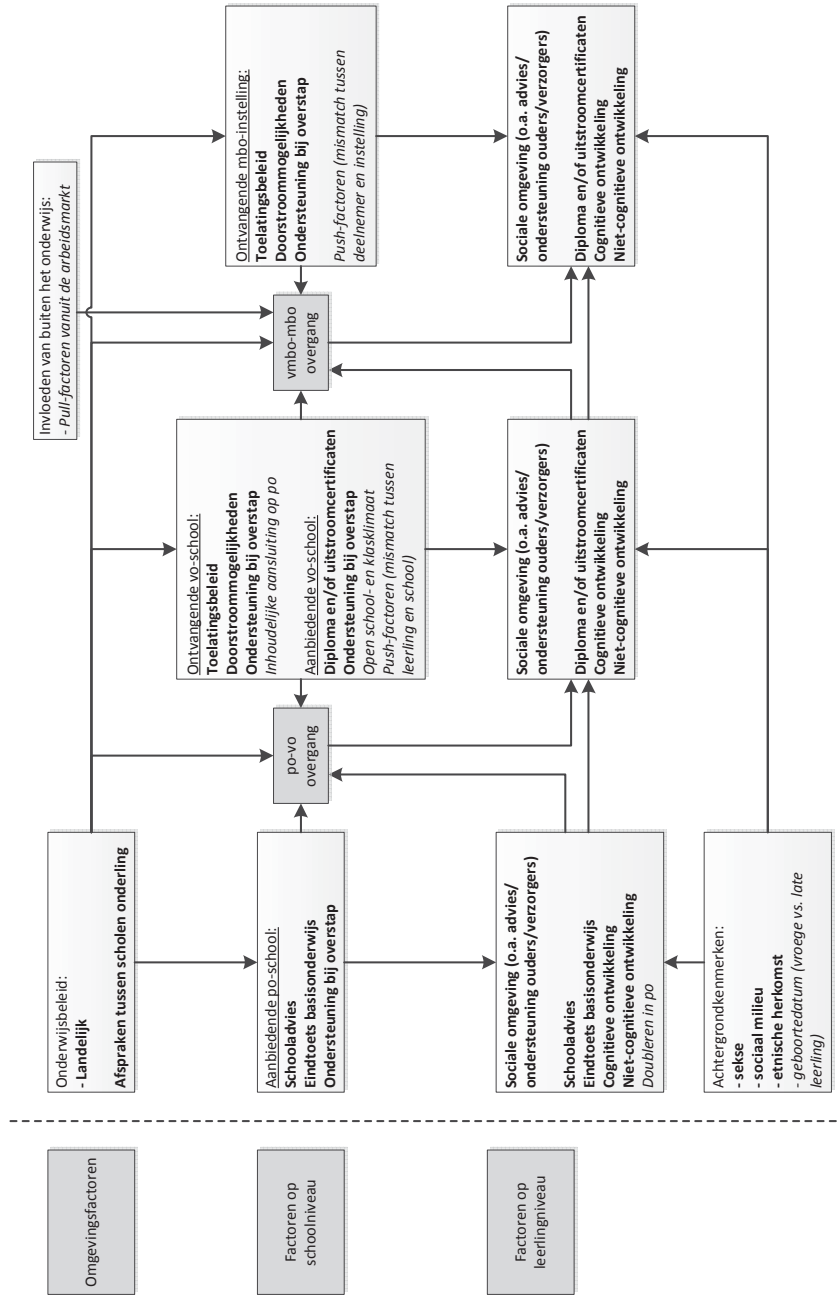 Omgevingsfactoren
Onderwijsbeleid:
- Landelijk
Afspraken tussen scholen onderling
Invloeden van buiten het onderwijs:
- Pull-factoren vanuit de arbeidsmarkt
Factoren op
schoolniveau
Aanbiedende po-school:
Schooladvies
Eindtoets basisonderwijs
Ondersteuning bij overstap
po-vo
overgang
Ontvangende vo-school:
Toelatingsbeleid
Doorstroommogelijkheden
Ondersteuning bij overstap
Inhoudelijke aansluiting op po
Aanbiedende vo-school:
Diploma en/of uitstroomcertificaten
Ondersteuning bij overstap
Open school- en klasklimaat
Push-factoren (mismatch tussen
leerling en school)
vmbo-mbo
overgang
Ontvangende mbo-instelling:
Toelatingsbeleid
Doorstroommogelijkheden
Ondersteuning bij overstap
Push-factoren (mismatch tussen
deelnemer en instelling)
Factoren op
leerlingniveau
Sociale omgeving (o.a. advies/
ondersteuning ouders/verzorgers)
Schooladvies
Eindtoets basisonderwijs
Cognitieve ontwikkeling
Niet-cognitieve ontwikkeling
Doubleren in po
Sociale omgeving (o.a. advies/
ondersteuning ouders/verzorgers)
Diploma en/of uitstroomcertificaten
Cognitieve ontwikkeling
Niet-cognitieve ontwikkeling
Sociale omgeving (o.a. advies/
ondersteuning ouders/verzorgers)
Diploma en/of uitstroomcertificaten
Cognitieve ontwikkeling
Niet-cognitieve ontwikkeling
Achtergrondkenmerken:
- sekse
- sociaal milieu
- etnische herkomst
- geboortedatum (vroege vs. late
leerling)